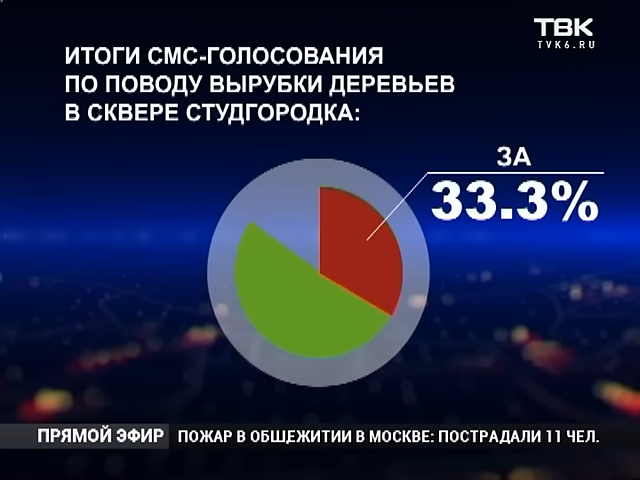 ТВК
TVK6.RU
ИТОГИ СМС-ГОЛОСОВАНИЯ
ПО ПОВОДУ ВЫРУБКИ ДЕРЕВЬЕВ
В СКВЕРЕ СТУДГОРОДКА:
ЗА
33.3%
ПРЯМОЙ ЭФИР ПОЖАР В ОБЩЕЖИТИИ В МОСКВЕ: ПОСТРАДАЛИ 11 ЧЕЛ.